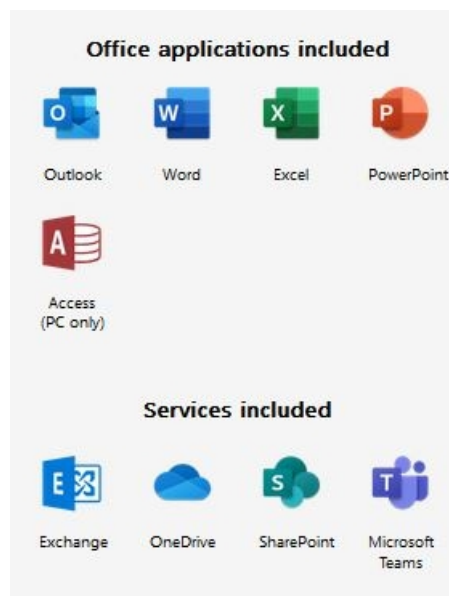 Office applications included
O W X P
Outlook Word Excel PowerPoint
A
Access
(PC only)
Services included
E S T
Exchange OneDrive SharePoint Microsoft
Teams